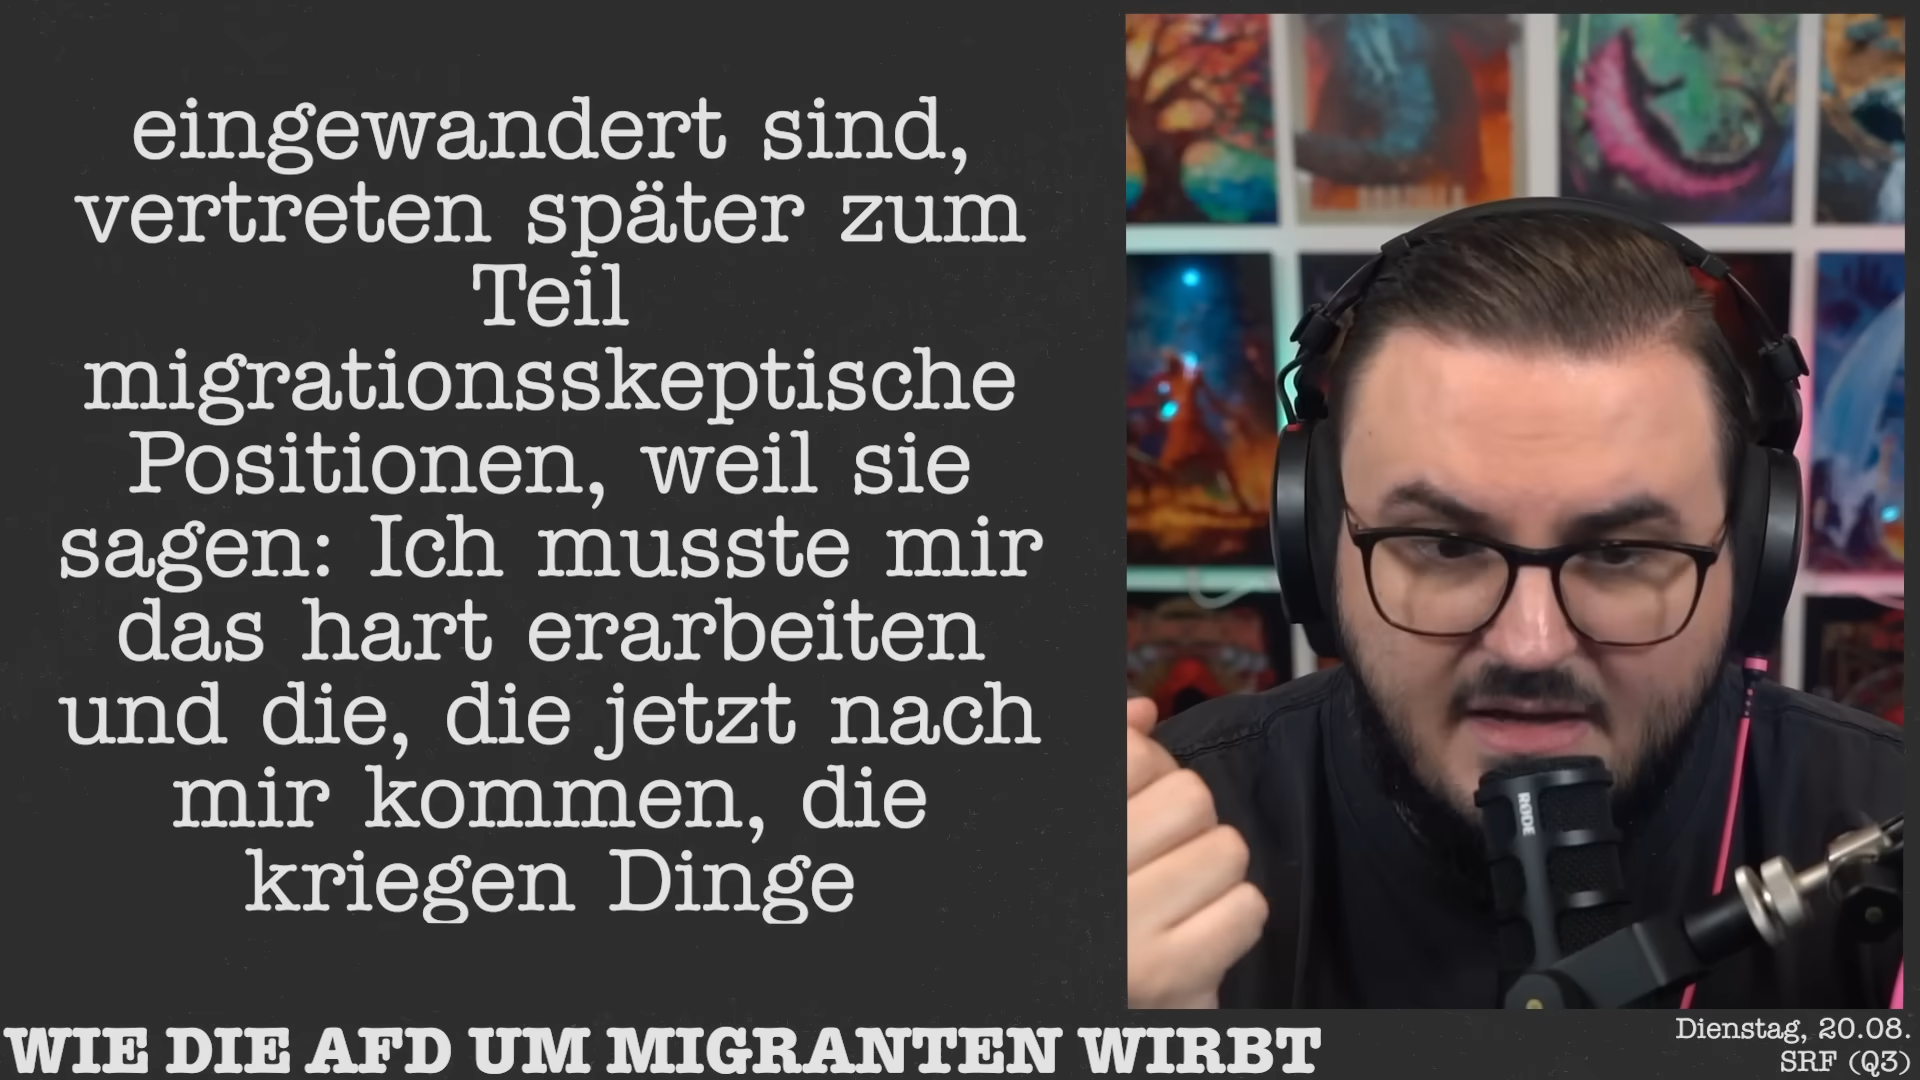 eingewandert sind,
vertreten später zum
Teil
migrationsskeptische
Positionen, weil sie
sagen: Ich musste mir
das hart erarbeiten
und die, die jetzt nach
mir kommen, die
kriegen Dinge
RØDE
WIE DIE AFD UM MIGRANTEN WIRBT
Dienstag, 20.08.
SRF (Q3)